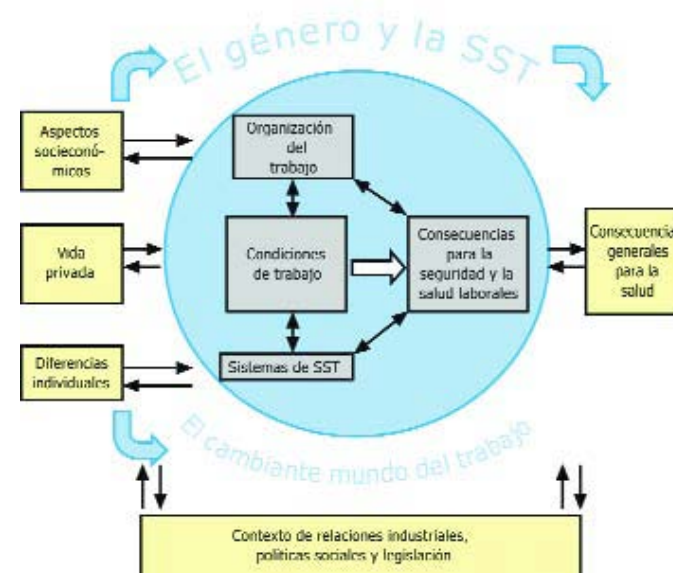 El género y la SST
Aspectos
socieconó-
micos
Organización
del
trabajo
Vida
privada
Condiciones
de trabajo
Consecuencias
para la
seguridad y la
salud laborales
Consecuencias
generales
para la
salud
Diferencias
individuales
Sistemas de SST
El cambiante mundo del trabajo
Contexto de relaciones industriales,
políticas sociales y legislación